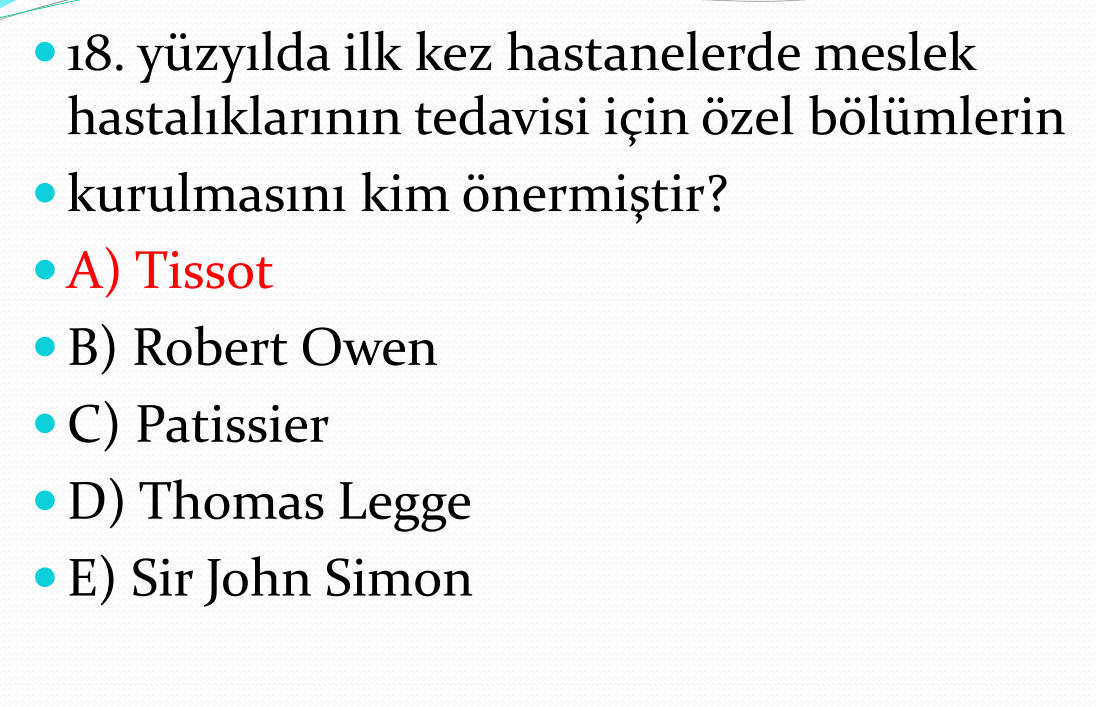 18. yüzyılda ilk kez hastanelerde meslek
hastalıklarının tedavisi için özel bölümlerin
kurulmasını kim önermiştir?
A) Tissot
B) Robert Owen
C) Patissier
D) Thomas Legge
E) Sir John Simon